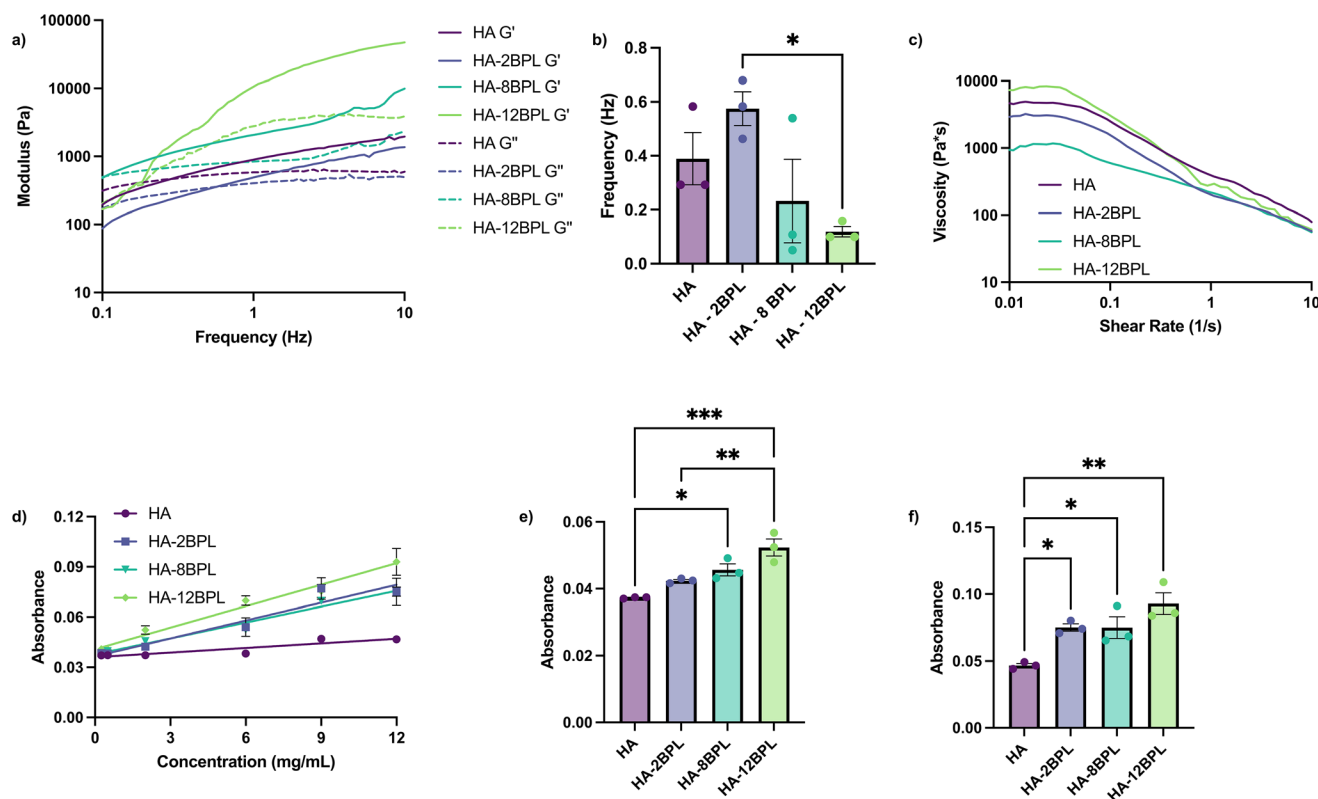 a)
100000
10000
1000
100
10
Modulus (Pa)
0.1
1
10
Frequency (Hz)
HA G'
HA-2BPL G'
HA-8BPL G'
HA-12BPL G'
HA G''
HA-2BPL G''
HA-8BPL G''
HA-12BPL G''
b)
*
0.8
0.6
0.4
0.2
0.0
Frequency (Hz)
HA
HA - 2BPL
HA - 8 BPL
HA - 12BPL
c)
10000
1000
100
10
Viscosity (Pa*s)
HA
HA-2BPL
HA-8BPL
HA-12BPL
0.01
0.1
1
10
Shear Rate (1/s)
d)
0.12
0.09
0.06
0.03
0.00
Absorbance
HA
HA-2BPL
HA-8BPL
HA-12BPL
0
3
6
9
12
Concentration (mg/mL)
e)
***
**
*
0.06
0.04
0.02
0.00
Absorbance
HA
HA-2BPL
HA-8BPL
HA-12BPL
f)
**
*
*
0.15
0.10
0.05
0.00
Absorbance
HA
HA-2BPL
HA-8BPL
HA-12BPL